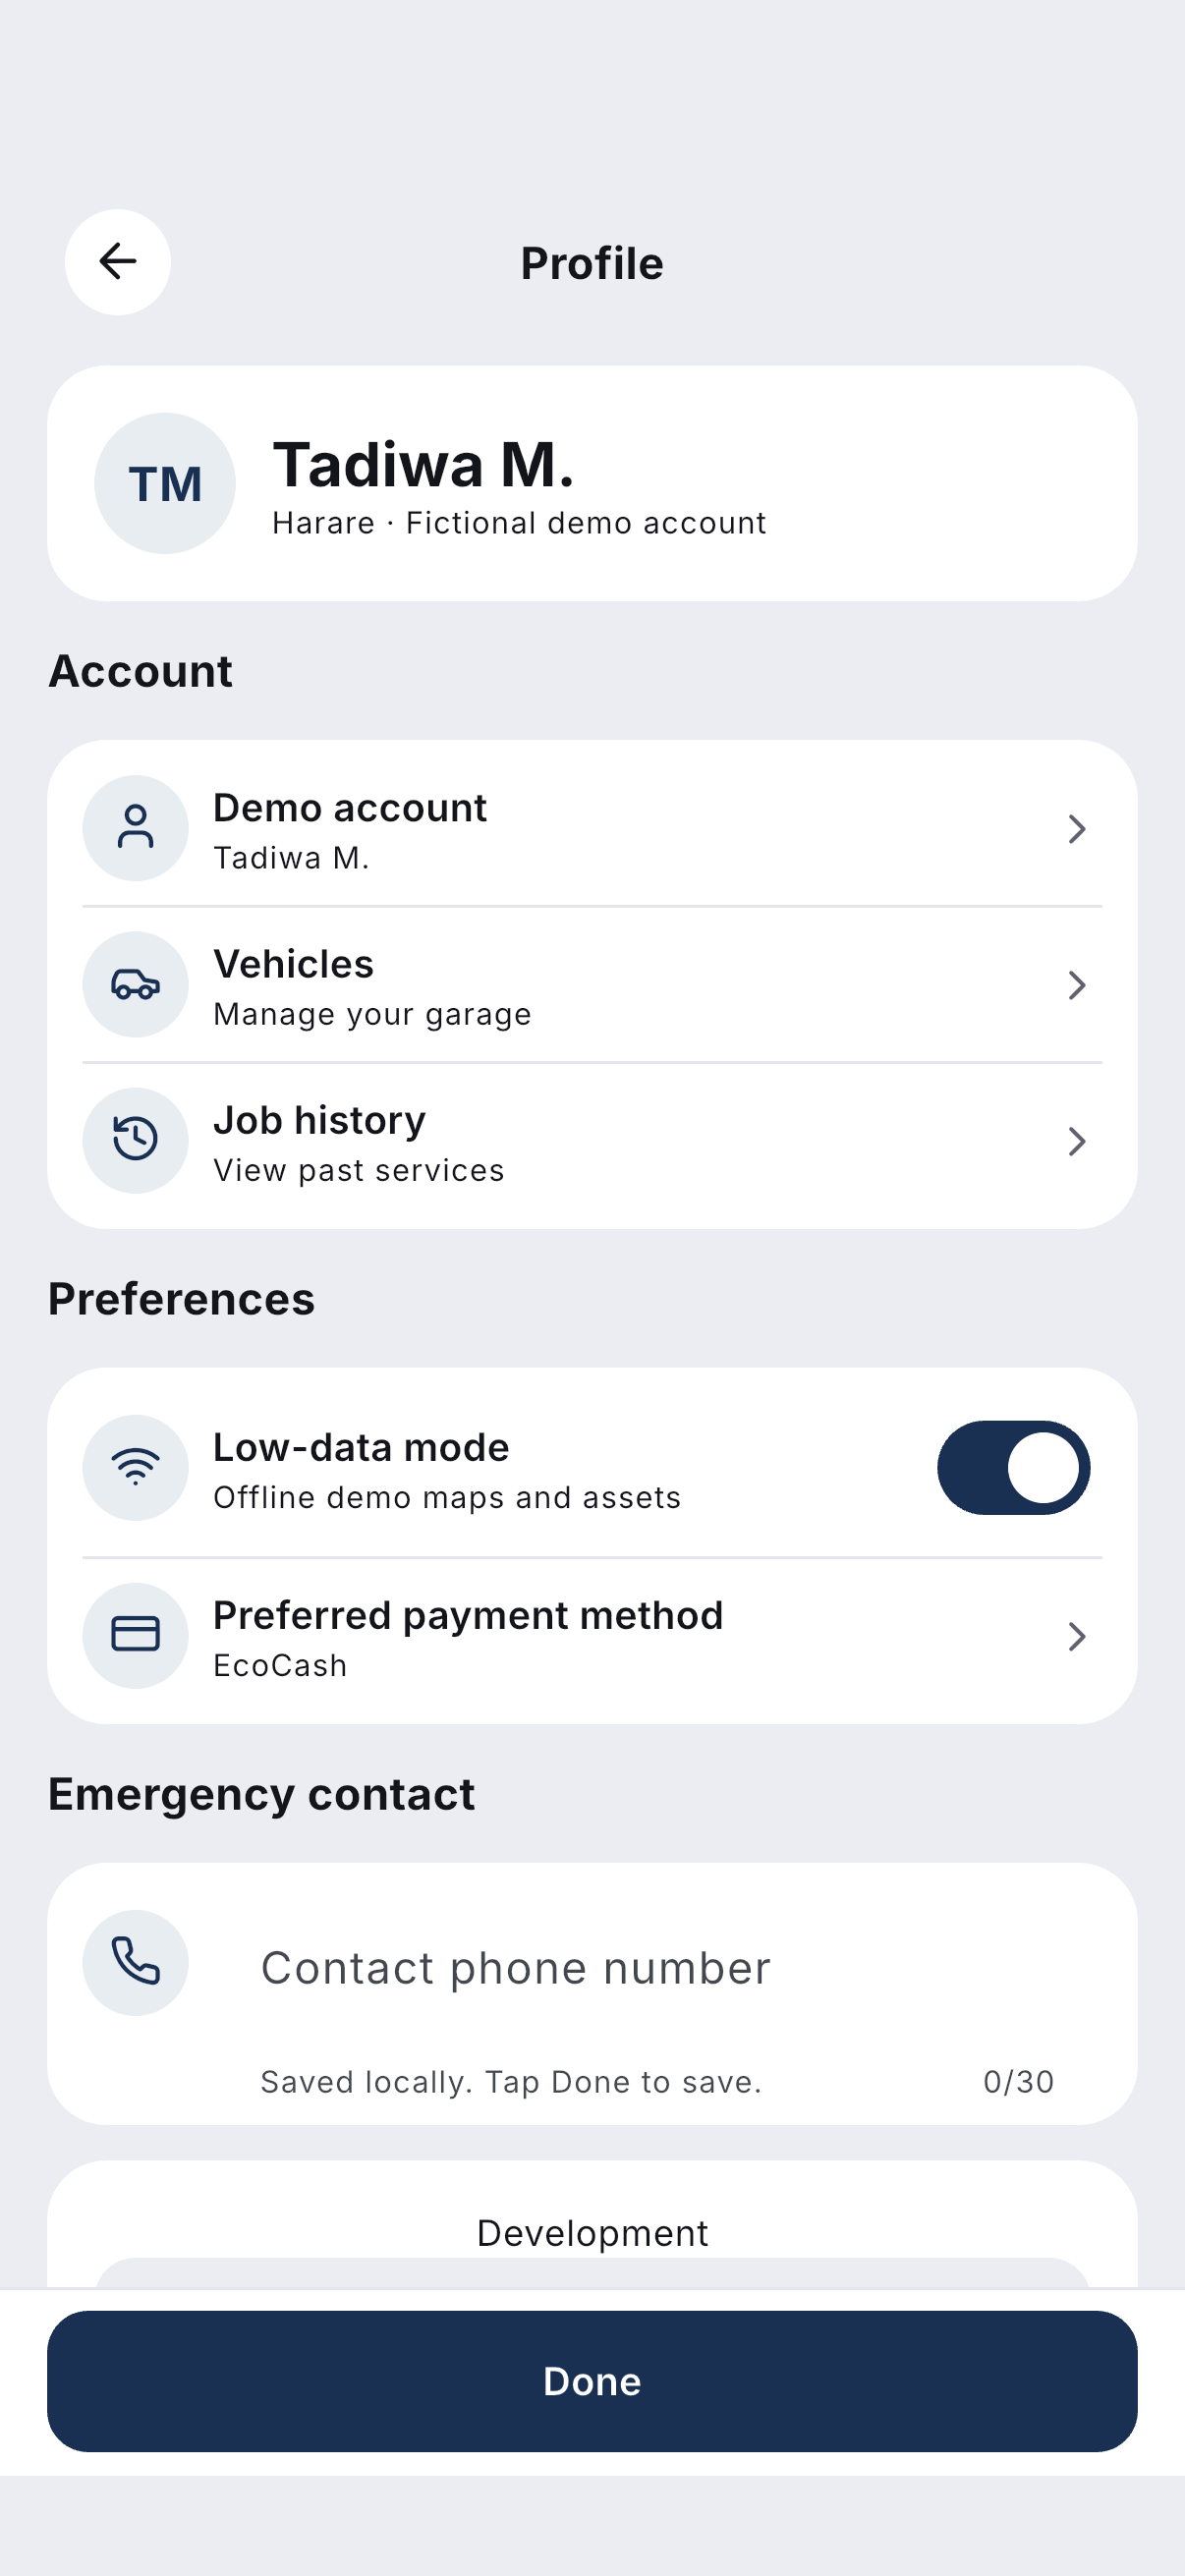 Profile
TM
Tadiwa M.
Harare · Fictional demo account
Account
Demo account
Tadiwa M.
Vehicles
Manage your garage
Job history
View past services
Preferences
Low-data mode
Offline demo maps and assets
Preferred payment method
EcoCash
Emergency contact
Contact phone number
Saved locally. Tap Done to save.
0/30
Development
Done